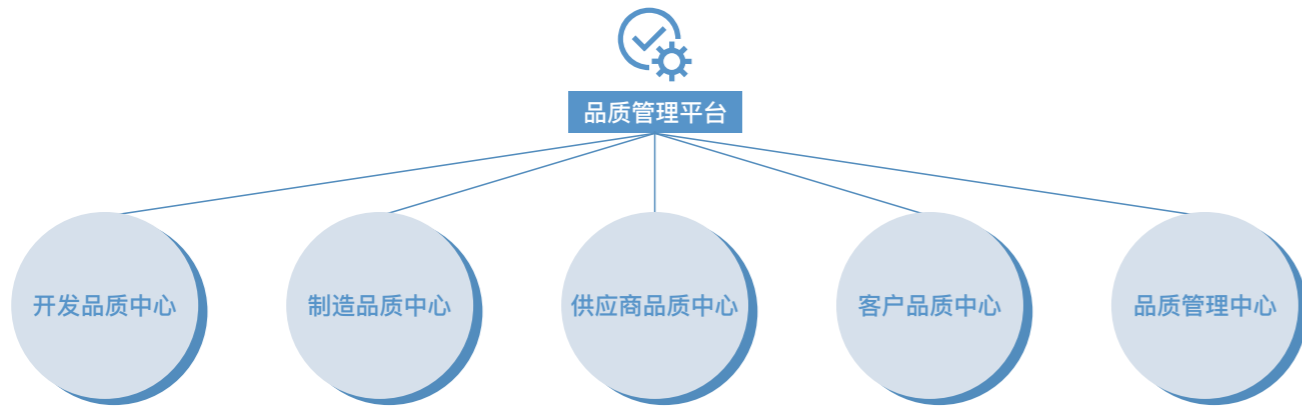 品质管理平台
开发品质中心
制造品质中心
供应商品质中心
客户品质中心
品质管理中心